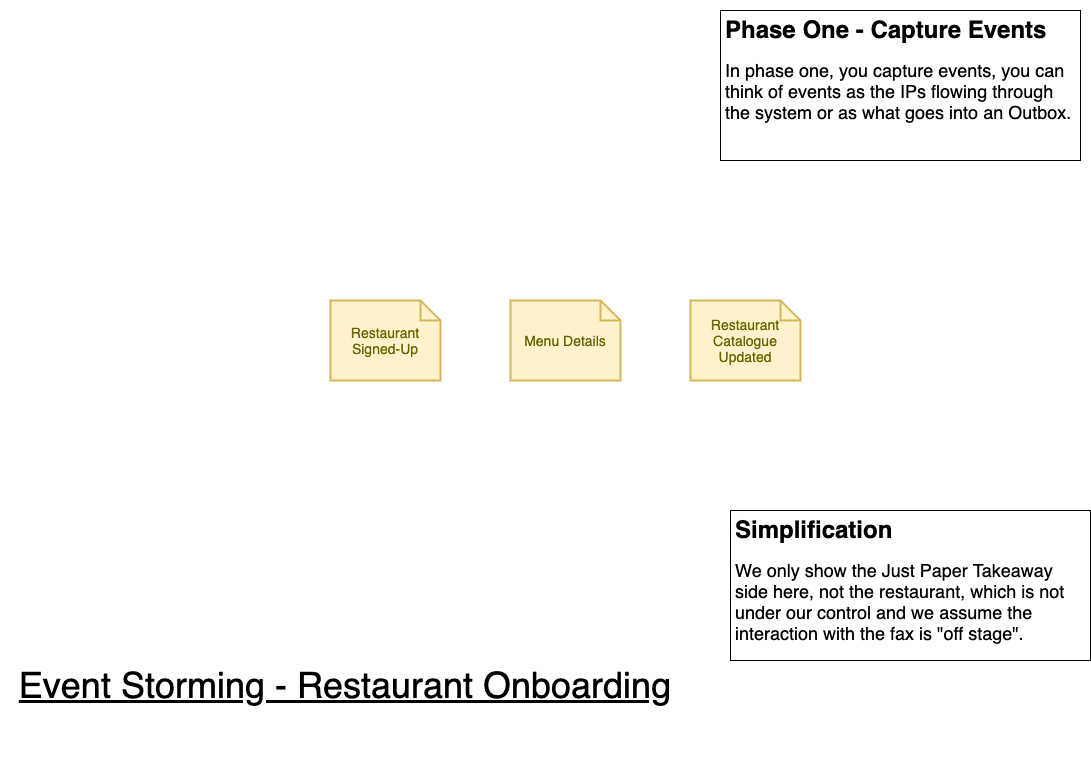 Phase One - Capture Events
In phase one, you capture events, you can
think of events as the IPs flowing through
the system or as what goes into an Outbox.
Restaurant
Signed-Up
Menu Details
Restaurant
Catalogue
Updated
Simplification
We only show the Just Paper Takeaway
side here, not the restaurant, which is not
under our control and we assume the
interaction with the fax is "off stage".
Event Storming - Restaurant Onboarding